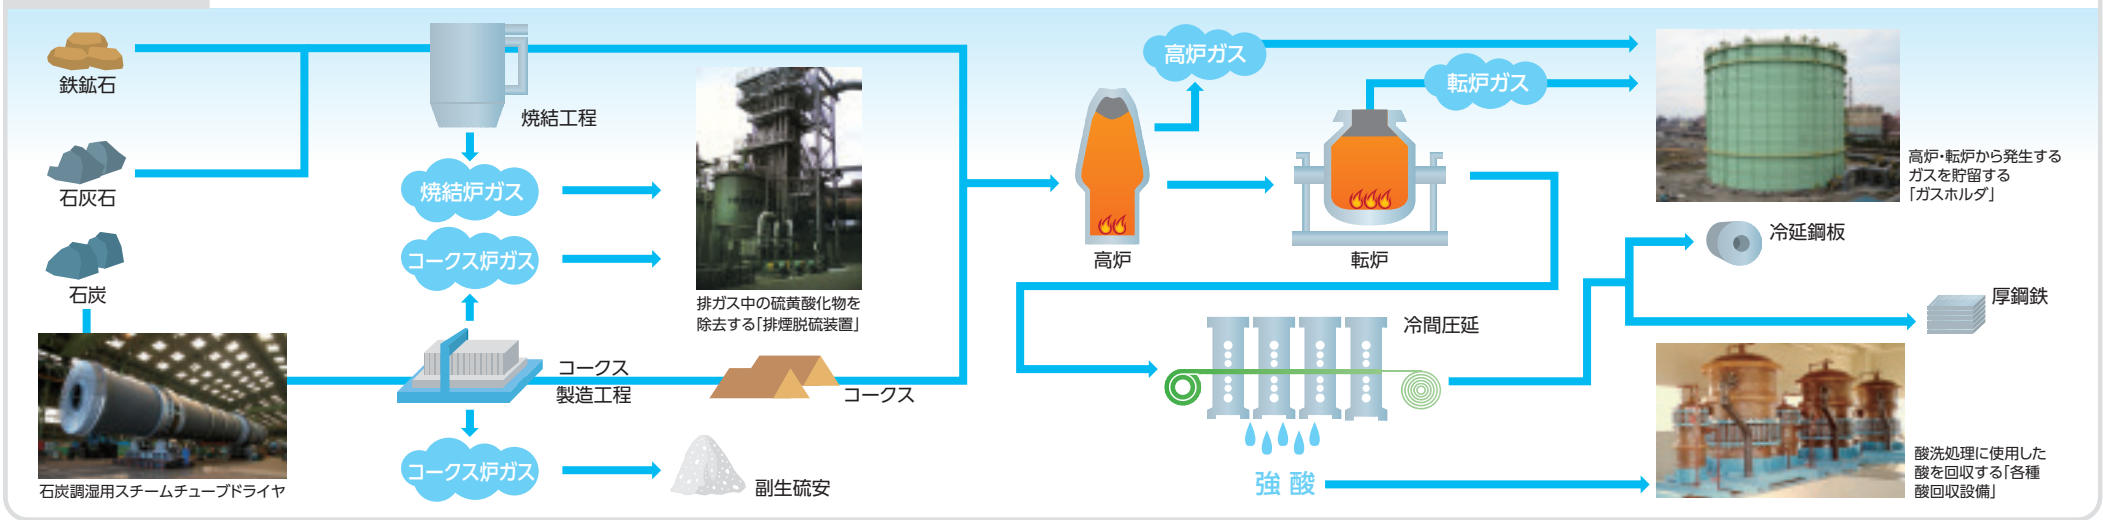 鉄鉱石
石灰石
石炭
石炭調湿用スチームチューブドライヤ
焼結工程
焼結炉ガス
コークス炉ガス
コークス
製造工程
コークス炉ガス
排ガス中の硫黄酸化物を
除去する「排煙脱硫装置」
コークス
副生硫安
高炉ガス
転炉ガス
高炉
転炉
高炉・転炉から発生する
ガスを貯留する
「ガスホルダ」
冷延鋼板
厚鋼鉄
冷間圧延
強酸
酸洗処理に使用した
酸を回収する「各種
酸回収設備」